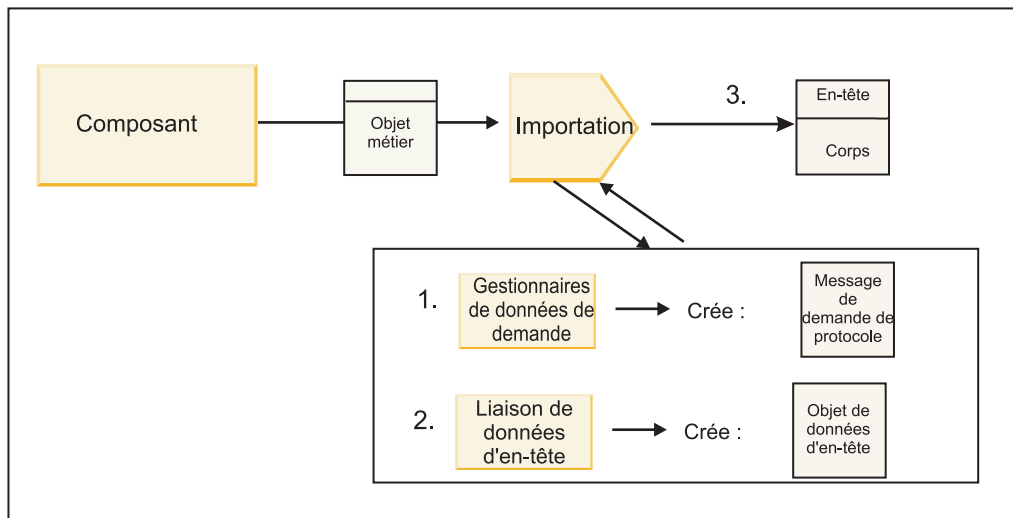 Composant
Objet
métier
Importation
3.
En-tête
Corps
1.
Gestionnaires
de données de
demande
Crée :
Message
de
demande de
protocole
2.
Liaison de
données
d'en-tête
Crée :
Objet de
données
d'en-tête